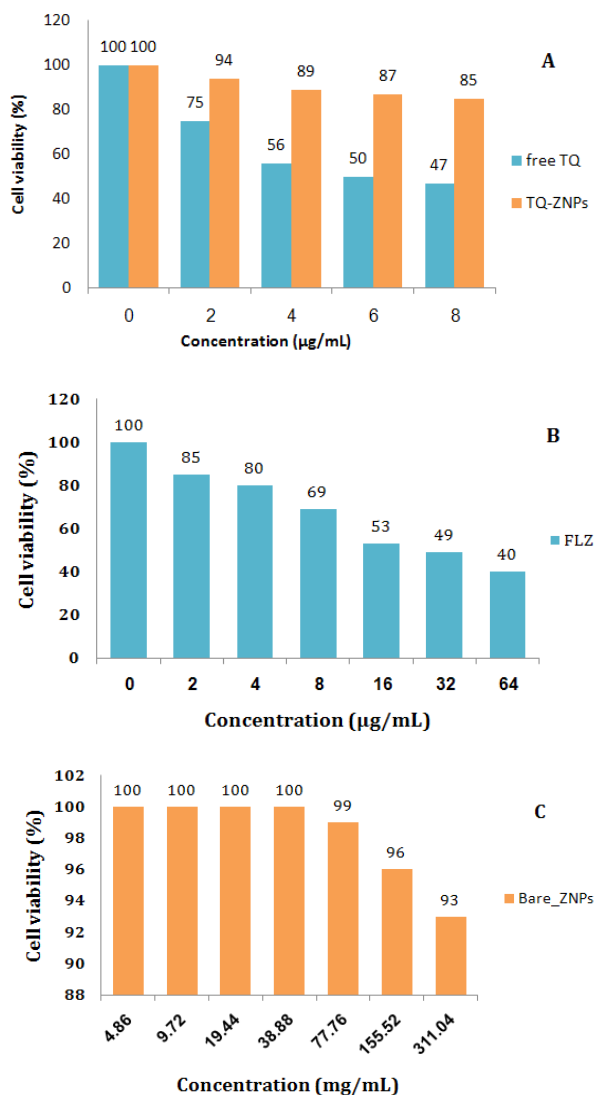 120
100
80
60
40
20
0
Cell viability (%)
100 100
75
94
56
89
50
87
47
85
A
free TQ
TQ-ZNPs
0 2 4 6 8
Concentration (µg/mL)
120
100
80
60
40
20
0
Cell viability (%)
100
85
80
69
53
49
40
B
FLZ
0 2 4 8 16 32 64
Concentration (µg/mL)
102
100
98
96
94
92
90
88
Cell viability (%)
100 100 100 100
99
96
93
C
Bare_ZNPs
4.86 9.72 19.44 38.88 77.76 155.52 311.04
Concentration (mg/mL)